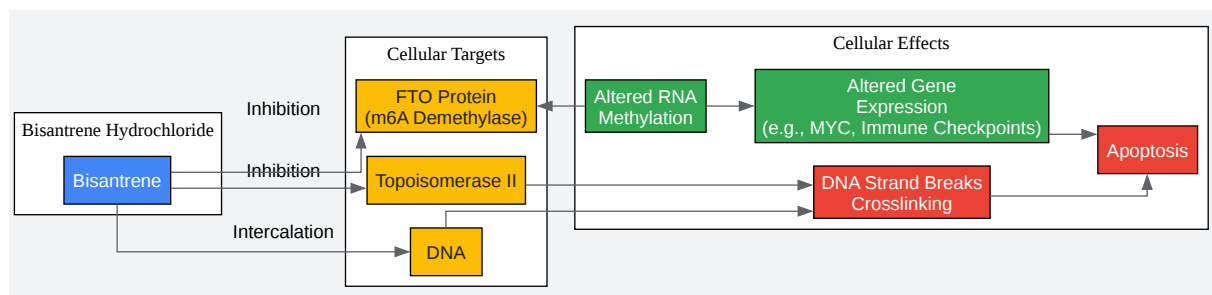 Bisantrene Hydrochloride
Bisantrene
Inhibition
Inhibition
Intercalation
Cellular Targets
FTO Protein
(m6A Demethylase)
Topoisomerase II
DNA
Cellular Effects
Altered RNA
Methylation
Altered Gene
Expression
(e.g., MYC, Immune Checkpoints)
DNA Strand Breaks
Crosslinking
Apoptosis